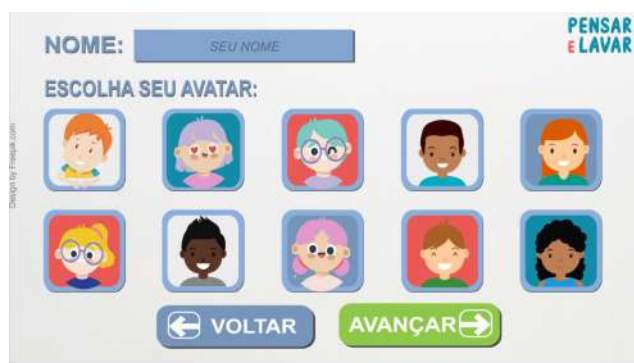 PENSAR
E LAVAR
NOME:
SEU NOME
ESCOLHA SEU AVATAR:
Design by Freepik.com
VOLTAR
AVANÇAR